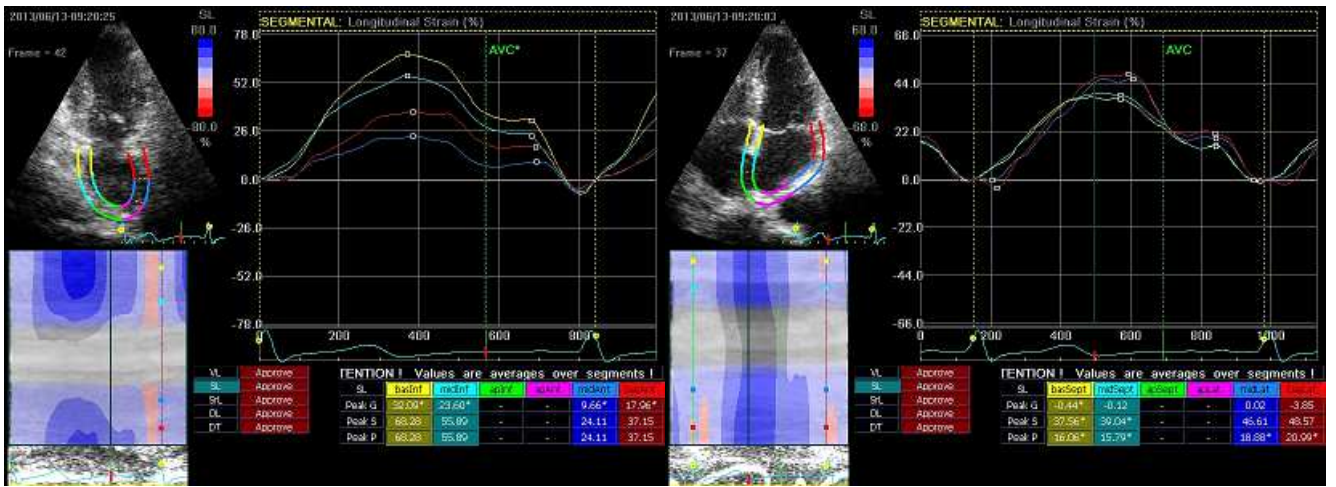 2013/06/13-09:20:25
SL
80.0
Frame = 42
-80.0
%
SEGMENTAL: Longitudinal Strain (%)
78.0
52.0
26.0
0.0
-26.0
-52.0
-78.0
AVC*
0
200
400
600
VL Approve
SL Approve
SrL Approve
DL Approve
DT Approve
TENTION ! Values are averages over segments !
SL basInf midInf apInf apAnt midAnt
Peak G 32.09* 23.60* - - 9.66* 17.96*
Peak S 68.28 55.89 - - 24.11 37.15
Peak P 68.28 55.89 - - 24.11 37.15
2013/06/13-09:20:03
SL
68.0
Frame = 37
-68.0
%
SEGMENTAL: Longitudinal Strain (%)
68.0
44.0
22.0
0.0
-22.0
-44.0
-66.0
AVC
0
200
400
600
800
1000
VL Approve
SL Approve
SrL Approve
DL Approve
DT Approve
TENTION ! Values are averages over segments !
SL basSept midSept apSept apLat midLat
Peak G -0.44* -0.12 - - 0.02 -3.85
Peak S 37.56* 39.04* - - 46.61 48.57
Peak P 16.06* 15.79* - - 18.88* 20.99*